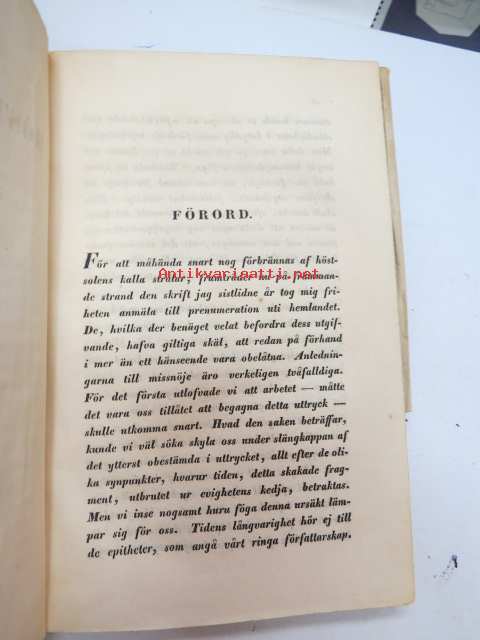 FÖRORD.
För att måhända snart nog förbrännas af höst-
solens kalla strålar, framträder nu på främman-
Antikvariaatti.net
de strand den skrift jag sistlidne år tog mig fri-
heten anmäla till prenumeration uti hemlandet.
De, hvilka der benäget velat befordra dess utgif-
vande, hafva giltiga skäl, att redan på förhand
i mer än ett hänseende vara obelåtna. Anlednin-
garna till missnöje äro verkeligen tväfalldiga.
För det första utlofvade vi att arbetet — måtte
det vara oss tillåtet att begagna detta uttryck —
skulle utkomma snart. Hvad den saken beträffar,
kunde vi väl söka skyla oss under slängkappan af
det ytterst obestämda i uttrycket, allt efter de oli-
ka synpunkter, hvarur tiden, detta skakade frag-
ment, utbrutet ur evighetens kedja, betraktas.
Men vi inse nogsamt huru föga denna ursäkt läm-
par sig för oss. Tidens långvarighet hör ej till
de epitheter, som angå vårt ringa författarskap.